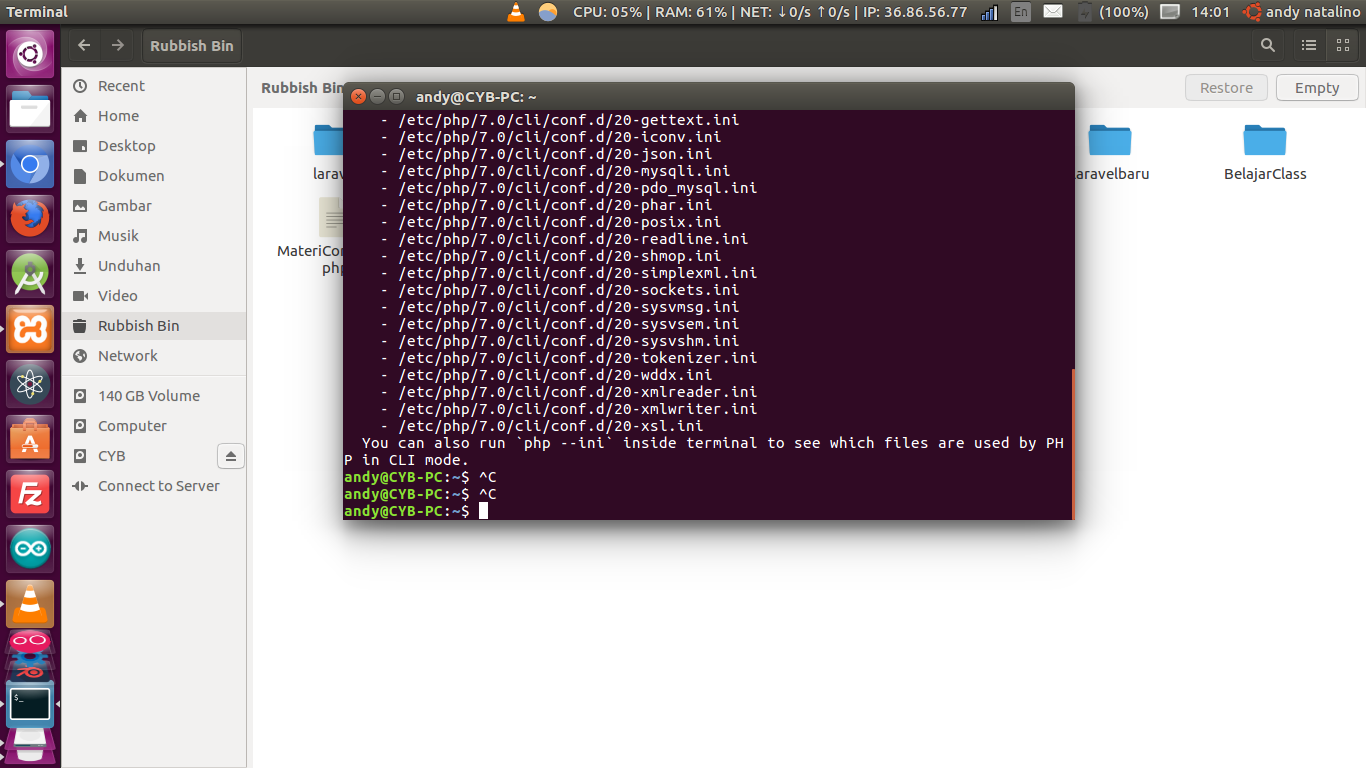 Terminal
CPU: 05% | RAM: 61% | NET: ↓0/s ↑0/s | IP: 36.86.56.77
En
(100%)
14:01
andy natalino
Rubbish Bin
Recent
Home
Desktop
Dokumen
Gambar
Musik
Unduhan
Video
Rubbish Bin
Network
140 GB Volume
Computer
CYB
Connect to Server
Rubbish Bin
Restore
Empty
larav
MateriCon
php
aravelbaru
BelajarClass
andy@CYB-PC: ~
- /etc/php/7.0/cli/conf.d/20-gettext.ini
- /etc/php/7.0/cli/conf.d/20-iconv.ini
- /etc/php/7.0/cli/conf.d/20-json.ini
- /etc/php/7.0/cli/conf.d/20-mysqli.ini
- /etc/php/7.0/cli/conf.d/20-pdo_mysql.ini
- /etc/php/7.0/cli/conf.d/20-phar.ini
- /etc/php/7.0/cli/conf.d/20-posix.ini
- /etc/php/7.0/cli/conf.d/20-readline.ini
- /etc/php/7.0/cli/conf.d/20-shmop.ini
- /etc/php/7.0/cli/conf.d/20-simplexml.ini
- /etc/php/7.0/cli/conf.d/20-sockets.ini
- /etc/php/7.0/cli/conf.d/20-sysvmsg.ini
- /etc/php/7.0/cli/conf.d/20-sysvsem.ini
- /etc/php/7.0/cli/conf.d/20-sysvshm.ini
- /etc/php/7.0/cli/conf.d/20-tokenizer.ini
- /etc/php/7.0/cli/conf.d/20-wddx.ini
- /etc/php/7.0/cli/conf.d/20-xmlreader.ini
- /etc/php/7.0/cli/conf.d/20-xmlwriter.ini
- /etc/php/7.0/cli/conf.d/20-xsl.ini
You can also run `php --ini` inside terminal to see which files are used by PH
P in CLI mode.
andy@CYB-PC:~$ ^C
andy@CYB-PC:~$ ^C
andy@CYB-PC:~$